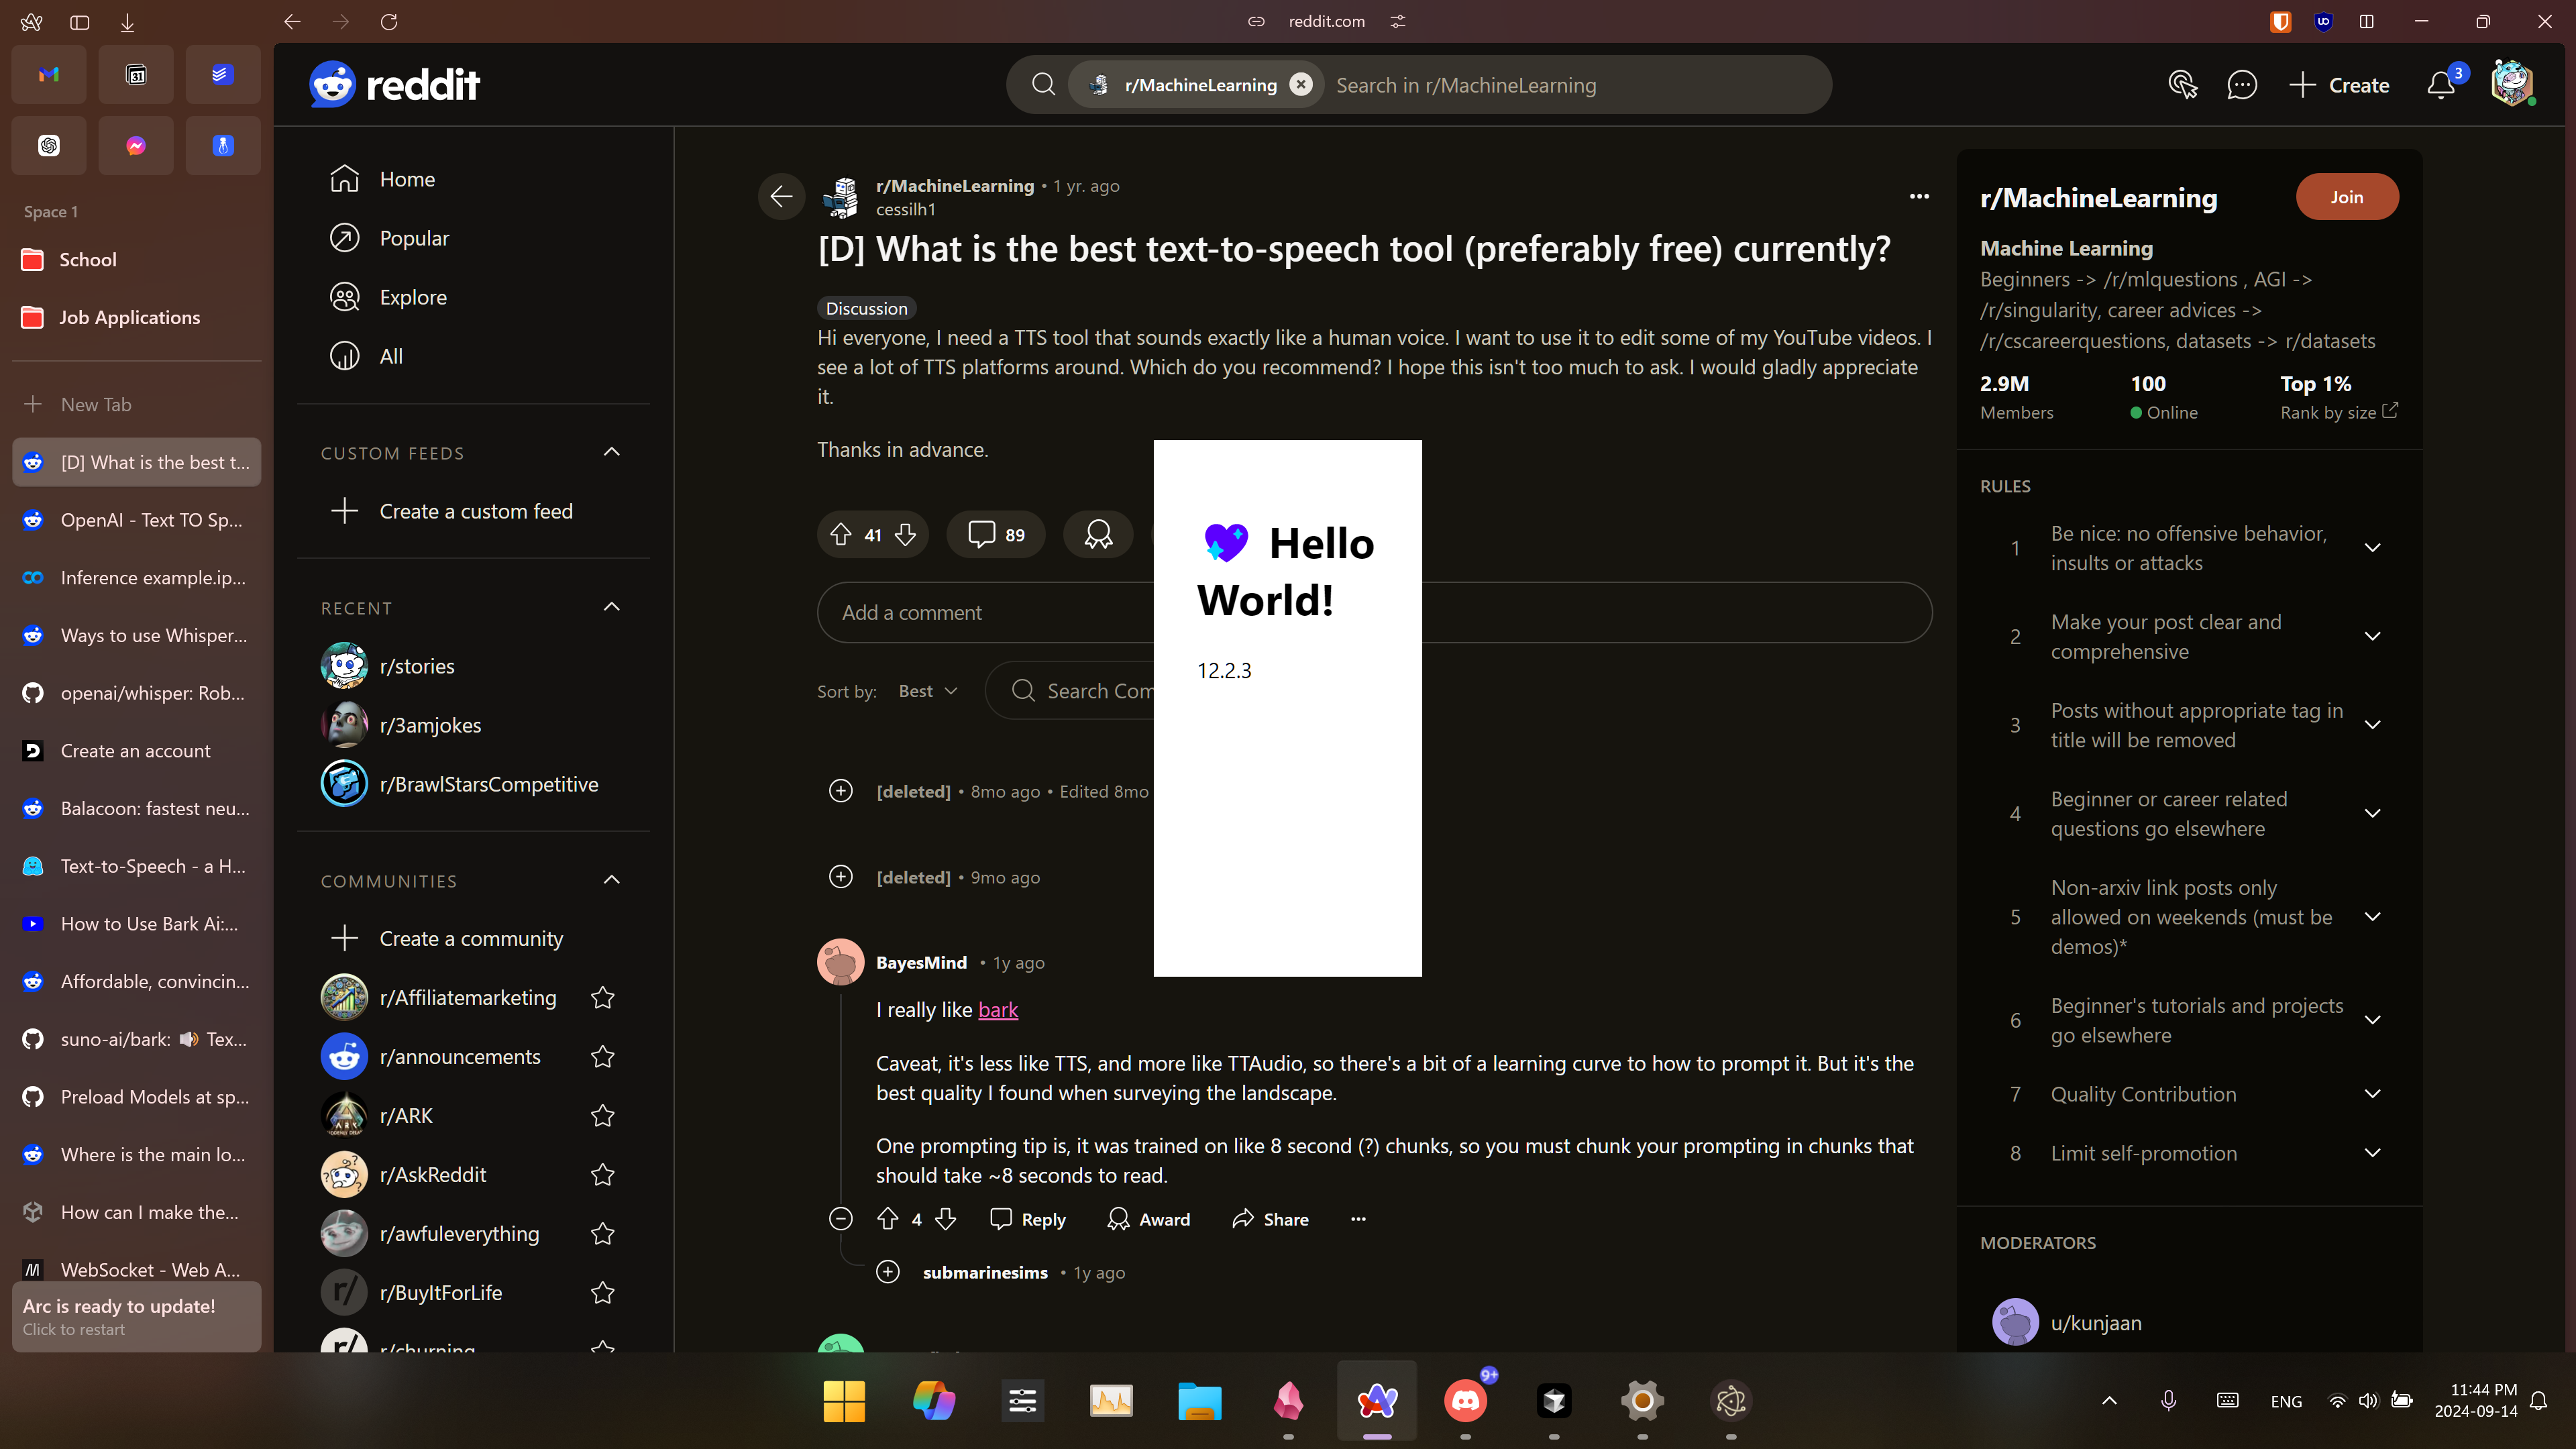 reddit.com
Space 1
School
Job Applications
New Tab
[D] What is the best t...
OpenAI - Text TO Sp...
Inference example.ip...
Ways to use Whisper...
openai/whisper: Rob...
Create an account
Balacoon: fastest neu...
Text-to-Speech - a H...
How to Use Bark Ai:...
Affordable, convincin...
suno-ai/bark: 🔊 Tex...
Preload Models at sp...
Where is the main lo...
How can I make the...
WebSocket - Web A...
Arc is ready to update!
Click to restart
reddit
r/MachineLearning
Search in r/MachineLearning
Create
3
Home
Popular
Explore
All
CUSTOM FEEDS
Create a custom feed
RECENT
r/stories
r/3amjokes
r/BrawlStarsCompetitive
COMMUNITIES
Create a community
r/Affiliatemarketing
r/announcements
r/ARK
r/AskReddit
r/awfuleverything
r/BuyItForLife
r/churning
r/MachineLearning • 1 yr. ago
cessilh1
[D] What is the best text-to-speech tool (preferably free) currently?
Discussion
Hi everyone, I need a TTS tool that sounds exactly like a human voice. I want to use it to edit some of my YouTube videos. I
see a lot of TTS platforms around. Which do you recommend? I hope this isn't too much to ask. I would gladly appreciate
it.
Thanks in advance.
41
89
Add a comment
Sort by: Best
Search Com
[deleted] • 8mo ago • Edited 8mo
[deleted] • 9mo ago
BayesMind • 1y ago
I really like bark
Caveat, it's less like TTS, and more like TTAudio, so there's a bit of a learning curve to how to prompt it. But it's the
best quality I found when surveying the landscape.
One prompting tip is, it was trained on like 8 second (?) chunks, so you must chunk your prompting in chunks that
should take ~8 seconds to read.
4 Reply Award Share
submarinesims • 1y ago
💖 Hello
World!
12.2.3
r/MachineLearning
Join
Machine Learning
Beginners -> /r/mlquestions , AGI ->
/r/singularity, career advices ->
/r/cscareerquestions, datasets -> r/datasets
2.9M 100 Top 1%
Members Online Rank by size
RULES
1 Be nice: no offensive behavior,
insults or attacks
2 Make your post clear and
comprehensive
3 Posts without appropriate tag in
title will be removed
4 Beginner or career related
questions go elsewhere
5 Non-arxiv link posts only
allowed on weekends (must be
demos)*
6 Beginner's tutorials and projects
go elsewhere
7 Quality Contribution
8 Limit self-promotion
MODERATORS
u/kunjaan
9+
ENG
11:44 PM
2024-09-14